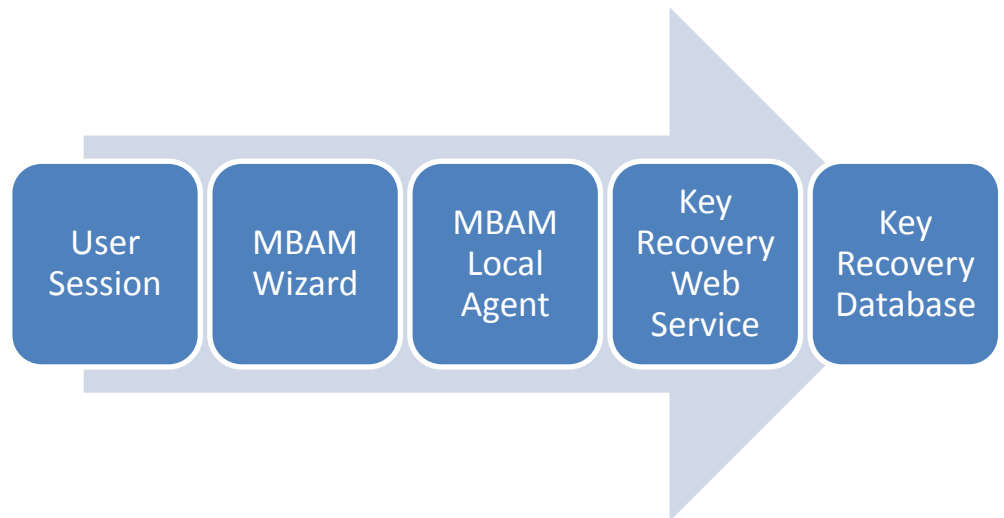 User
Session
MBAM
Wizard
MBAM
Local
Agent
Key
Recovery
Web
Service
Key
Recovery
Database